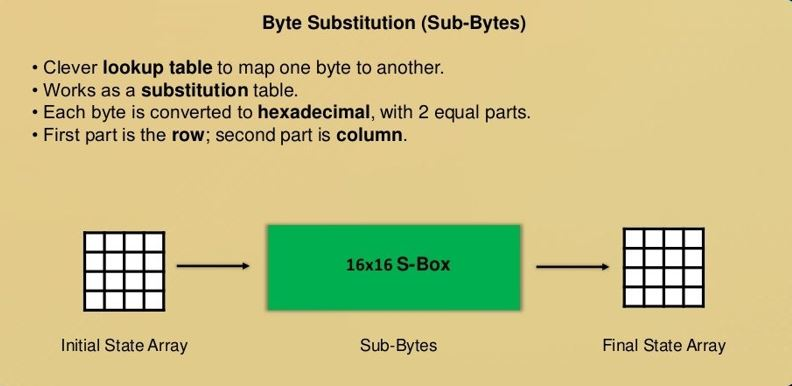 Byte Substitution (Sub-Bytes)
• Clever lookup table to map one byte to another.
• Works as a substitution table.
• Each byte is converted to hexadecimal, with 2 equal parts.
• First part is the row; second part is column.
16x16 S-Box
Initial State Array
Sub-Bytes
Final State Array